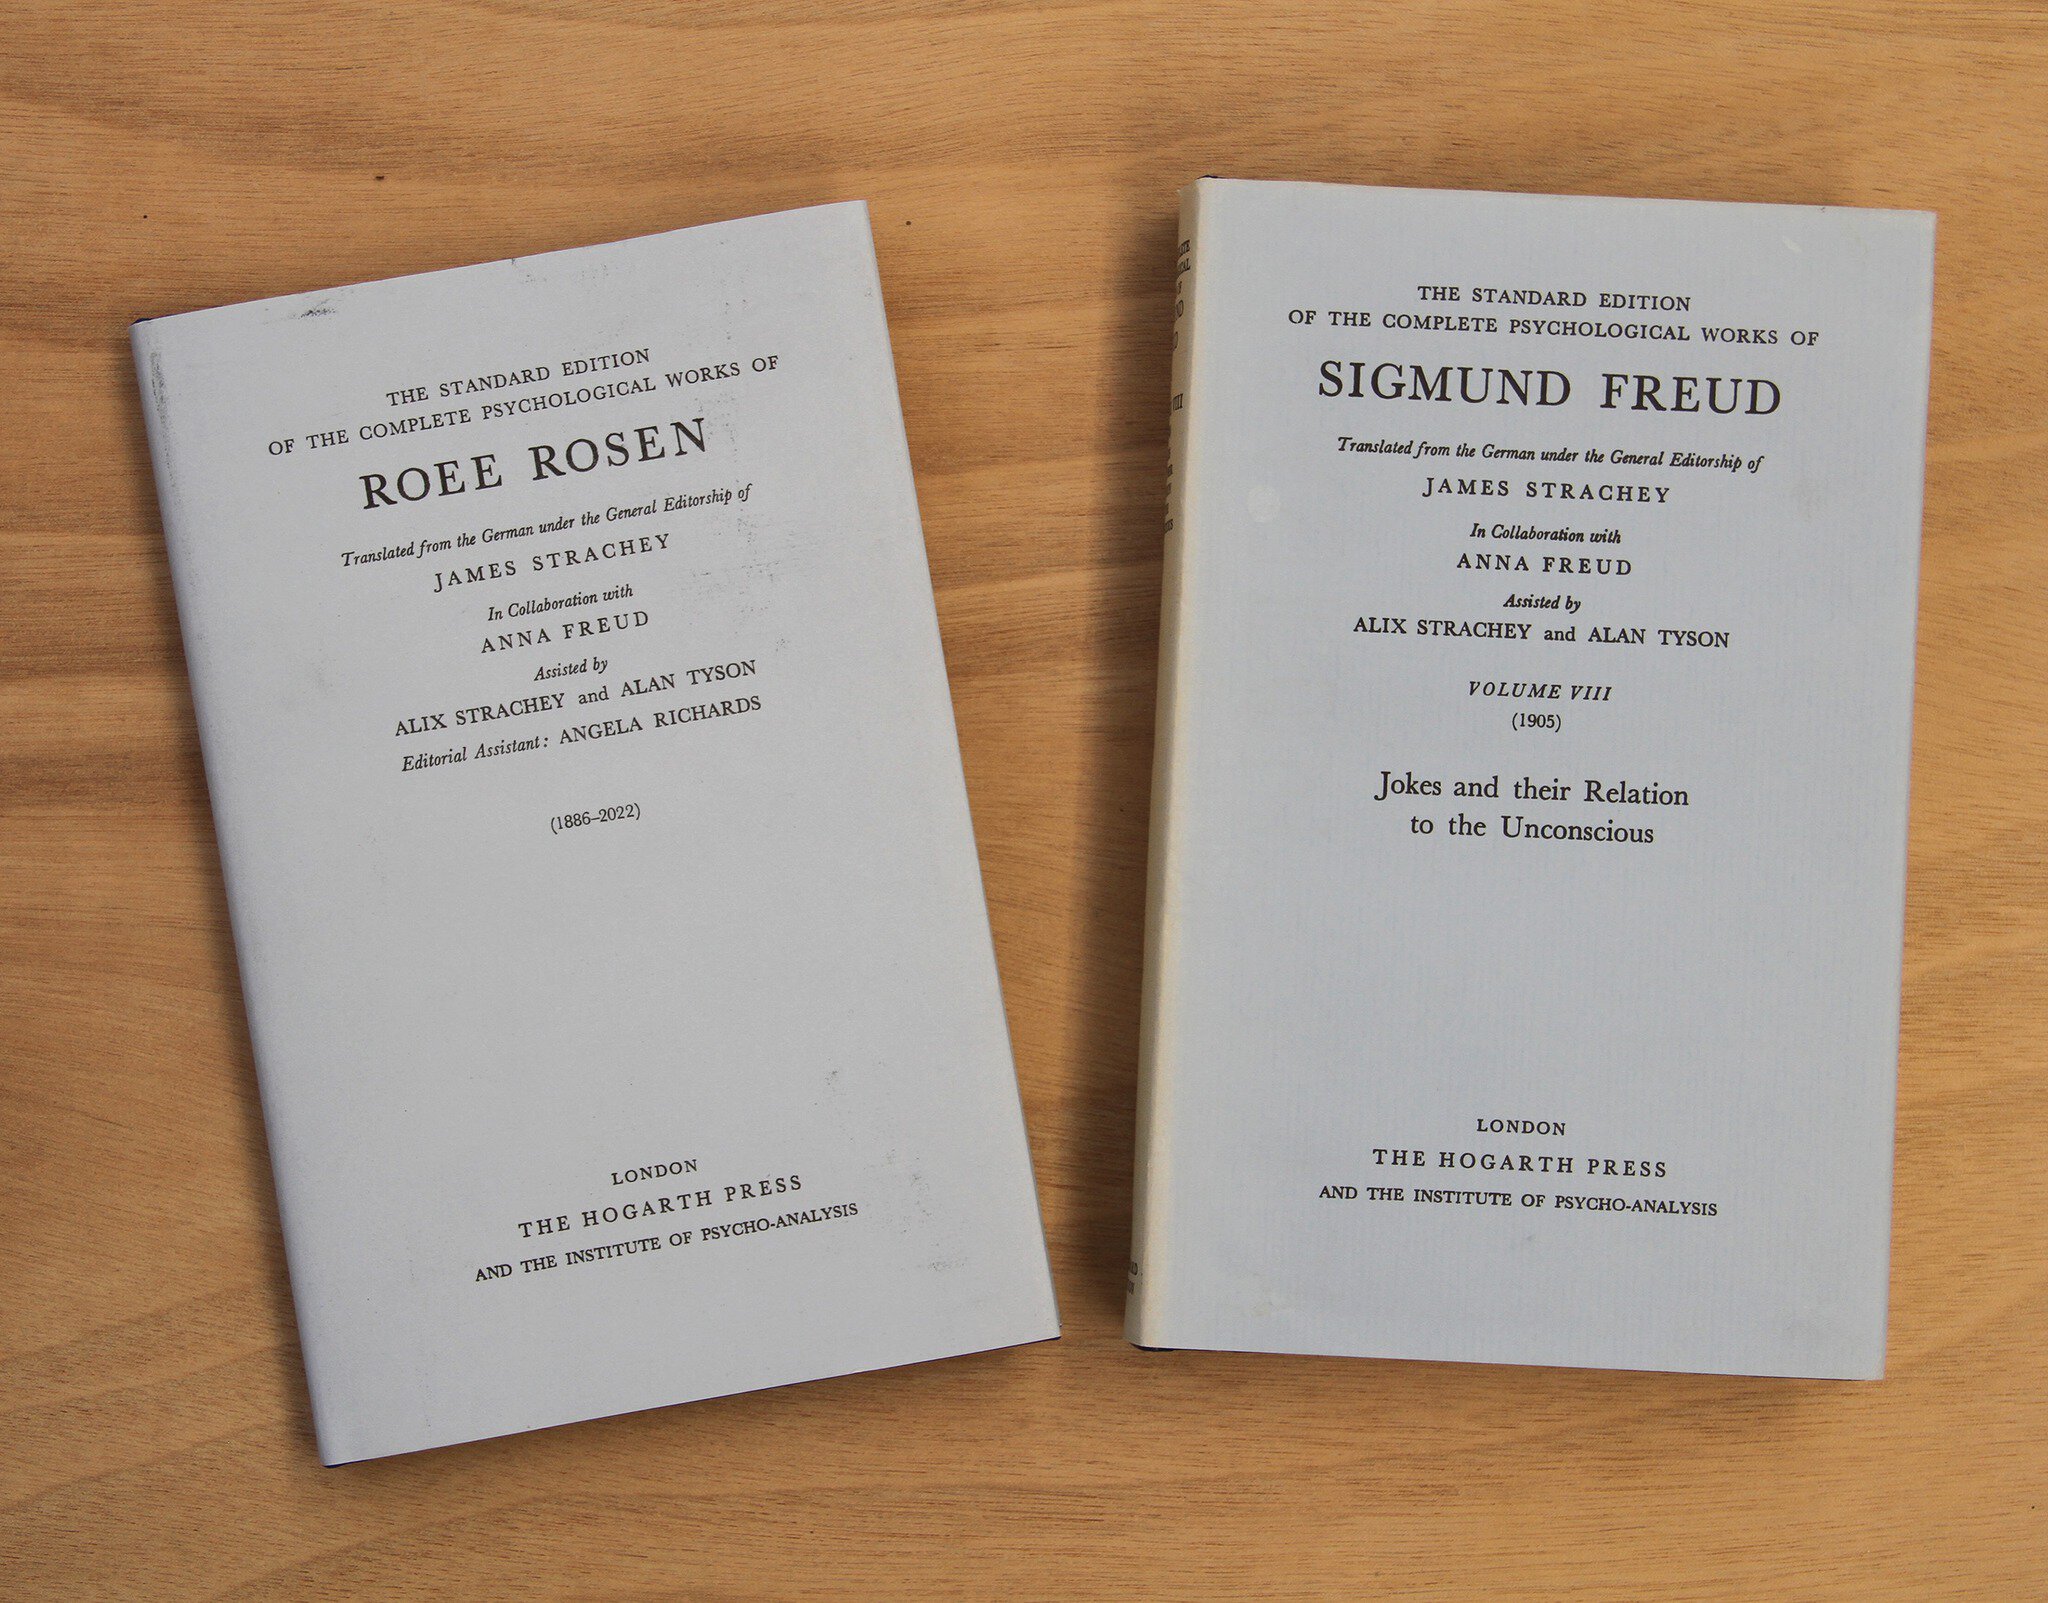 THE STANDARD EDITION
OF THE COMPLETE PSYCHOLOGICAL WORKS OF
ROEE ROSEN
Translated from the German under the General Editorship of
JAMES STRACHEY
In Collaboration with
ANNA FREUD
Assisted by
ALIX STRACHEY and ALAN TYSON
Editorial Assistant: ANGELA RICHARDS
(1886–2022)
LONDON
THE HOGARTH PRESS
AND THE INSTITUTE OF PSYCHO-ANALYSIS
THE STANDARD EDITION
OF THE COMPLETE PSYCHOLOGICAL WORKS OF
SIGMUND FREUD
Translated from the German under the General Editorship of
JAMES STRACHEY
In Collaboration with
ANNA FREUD
Assisted by
ALIX STRACHEY and ALAN TYSON
VOLUME VIII
(1905)
Jokes and their Relation
to the Unconscious
LONDON
THE HOGARTH PRESS
AND THE INSTITUTE OF PSYCHO-ANALYSIS